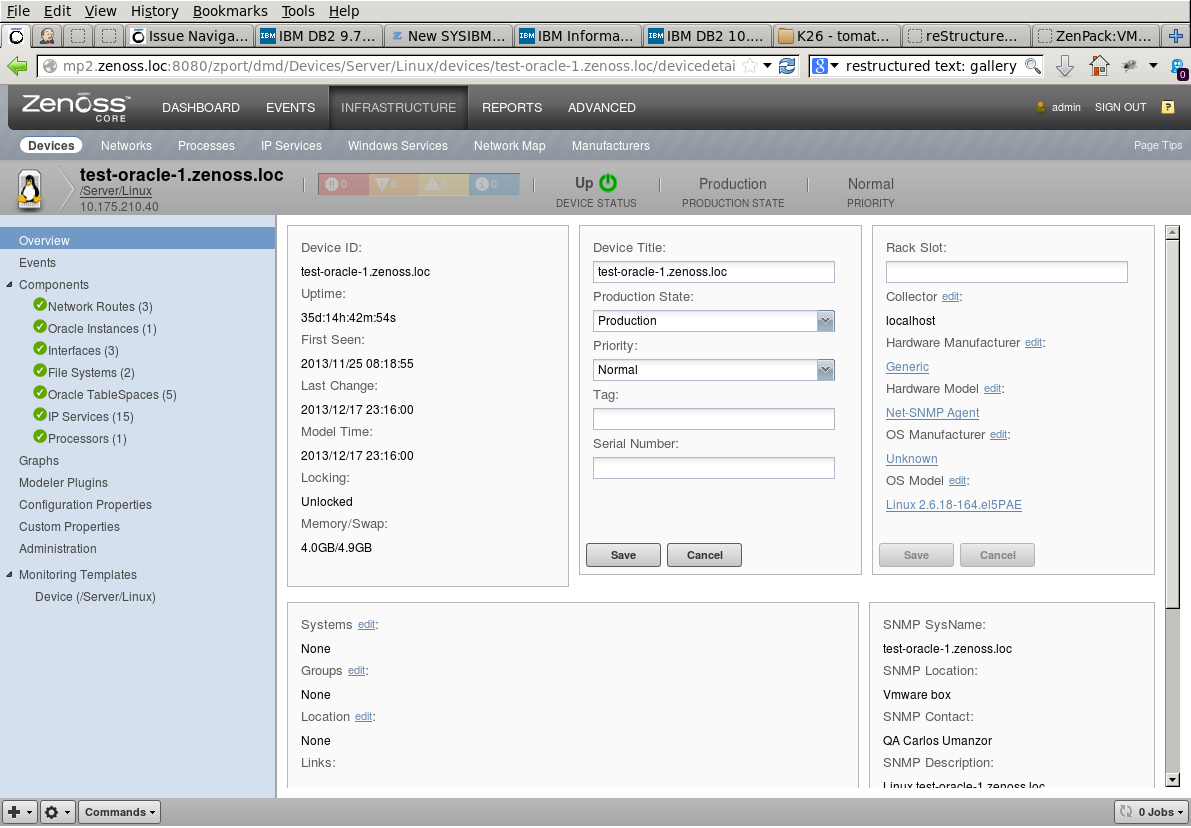 File Edit View History Bookmarks Tools Help
Issue Naviga... IBM DB2 9.7... New SYSIBM... IBM Informa... IBM DB2 10.... K26 - tomat... reStructure... ZenPack:VM...
mp2.zenoss.loc:8080/zport/dmd/Devices/Server/Linux/devices/test-oracle-1.zenoss.loc/devicedetai restructured text: gallery 0
Zenoss CORE DASHBOARD EVENTS INFRASTRUCTURE REPORTS ADVANCED admin SIGN OUT ?
Devices Networks Processes IP Services Windows Services Network Map Manufacturers Page Tips
test-oracle-1.zenoss.loc
/Server/Linux
10.175.210.40
0 0 0 0
Up
DEVICE STATUS
Production
PRODUCTION STATE
Normal
PRIORITY
Overview
Events
Components
Network Routes (3)
Oracle Instances (1)
Interfaces (3)
File Systems (2)
Oracle TableSpaces (5)
IP Services (15)
Processors (1)
Graphs
Modeler Plugins
Configuration Properties
Custom Properties
Administration
Monitoring Templates
Device (/Server/Linux)
Device ID:
test-oracle-1.zenoss.loc
Uptime:
35d:14h:42m:54s
First Seen:
2013/11/25 08:18:55
Last Change:
2013/12/17 23:16:00
Model Time:
2013/12/17 23:16:00
Locking:
Unlocked
Memory/Swap:
4.0GB/4.9GB
Device Title:
test-oracle-1.zenoss.loc
Production State:
Production
Priority:
Normal
Tag:
Serial Number:
Save Cancel
Rack Slot:
Collector edit:
localhost
Hardware Manufacturer edit:
Generic
Hardware Model edit:
Net-SNMP Agent
OS Manufacturer edit:
Unknown
OS Model edit:
Linux 2.6.18-164.el5PAE
Save Cancel
Systems edit:
None
Groups edit:
None
Location edit:
None
Links:
SNMP SysName:
test-oracle-1.zenoss.loc
SNMP Location:
Vmware box
SNMP Contact:
QA Carlos Umanzor
SNMP Description:
Linux test-oracle-1.zenoss.loc
Commands
0 Jobs